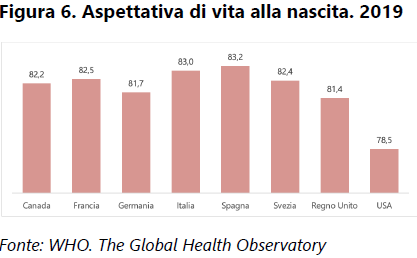 Figura 6. Aspettativa di vita alla nascita. 2019
82,2 82,5 81,7 83,0 83,2 82,4 81,4 78,5
Canada Francia Germania Italia Spagna Svezia Regno Unito USA
Fonte: WHO. The Global Health Observatory